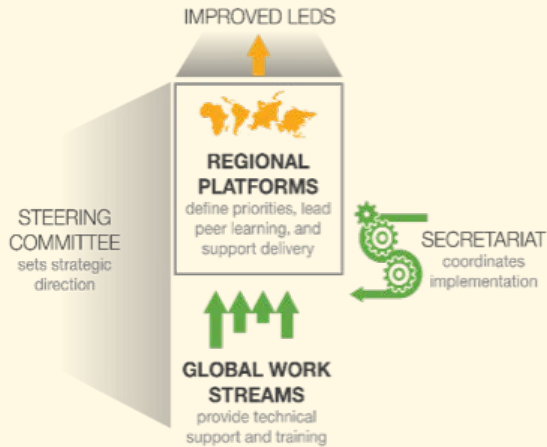 IMPROVED LEDS
REGIONAL
PLATFORMS
define priorities, lead
peer learning, and
support delivery
STEERING
COMMITTEE
sets strategic
direction
SECRETARIAT
coordinates
implementation
GLOBAL WORK
STREAMS
provide technical
support and training